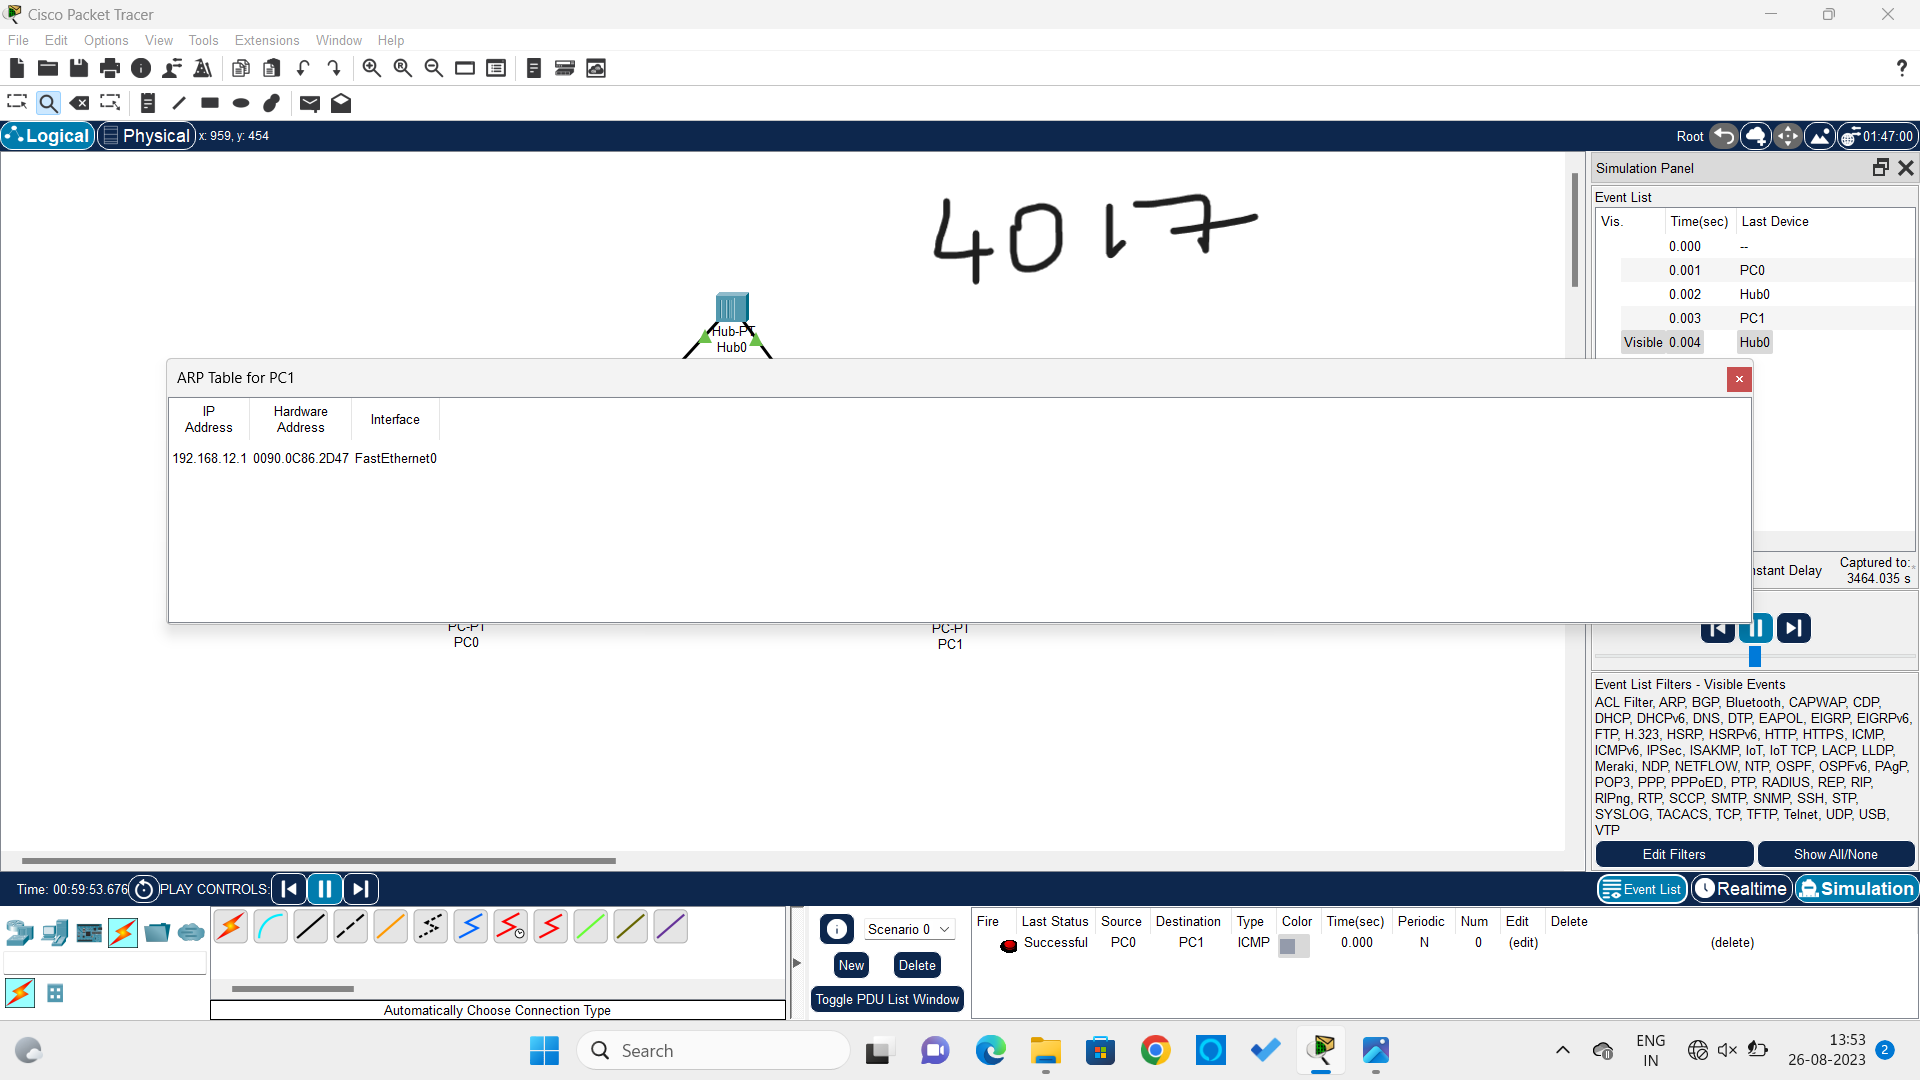 Cisco Packet Tracer
File Edit Options View Tools Extensions Window Help
?
Logical Physical x: 959, y: 454 Root 01:47:00
4017
Hub-PT
Hub0
Simulation Panel
Event List
Vis. Time(sec) Last Device
0.000 --
0.001 PC0
0.002 Hub0
0.003 PC1
Visible 0.004 Hub0
ARP Table for PC1
IP Address Hardware Address Interface
192.168.12.1 0090.0C86.2D47 FastEthernet0
PC-PT
PC0
PC-PT
PC1
nstant Delay
Captured to:
3464.035 s
Event List Filters - Visible Events
ACL Filter, ARP, BGP, Bluetooth, CAPWAP, CDP,
DHCP, DHCPv6, DNS, DTP, EAPOL, EIGRP, EIGRPv6,
FTP, H.323, HSRP, HSRPv6, HTTP, HTTPS, ICMP,
ICMPv6, IPSec, ISAKMP, IoT, IoT TCP, LACP, LLDP,
Meraki, NDP, NETFLOW, NTP, OSPF, OSPFv6, PAgP,
POP3, PPP, PPPoED, PTP, RADIUS, REP, RIP,
RIPng, RTP, SCCP, SMTP, SNMP, SSH, STP,
SYSLOG, TACACS, TCP, TFTP, Telnet, UDP, USB,
VTP
Edit Filters Show All/None
Time: 00:59:53.676 PLAY CONTROLS: Event List Realtime Simulation
Automatically Choose Connection Type
Scenario 0
New Delete
Toggle PDU List Window
Fire Last Status Source Destination Type Color Time(sec) Periodic Num Edit Delete
Successful PC0 PC1 ICMP 0.000 N 0 (edit) (delete)
Search
ENG
IN
13:53
26-08-2023
2